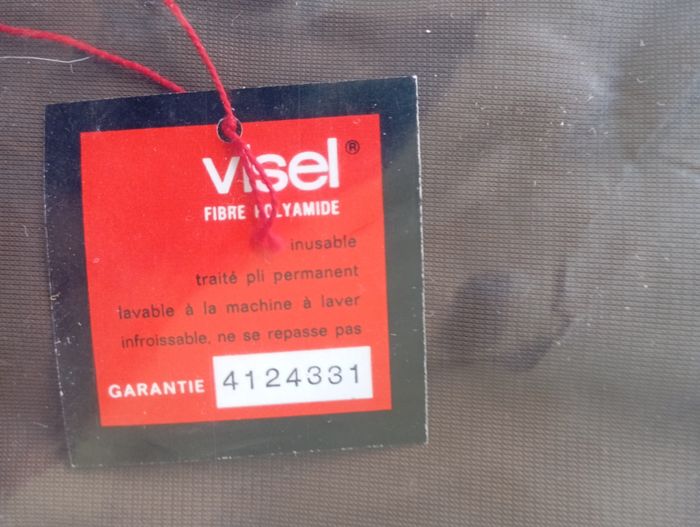 visel®
FIBRE POLYAMIDE
inusable
traité pli permanent
lavable à la machine à laver
infroissable, ne se repasse pas
GARANTIE 4124331